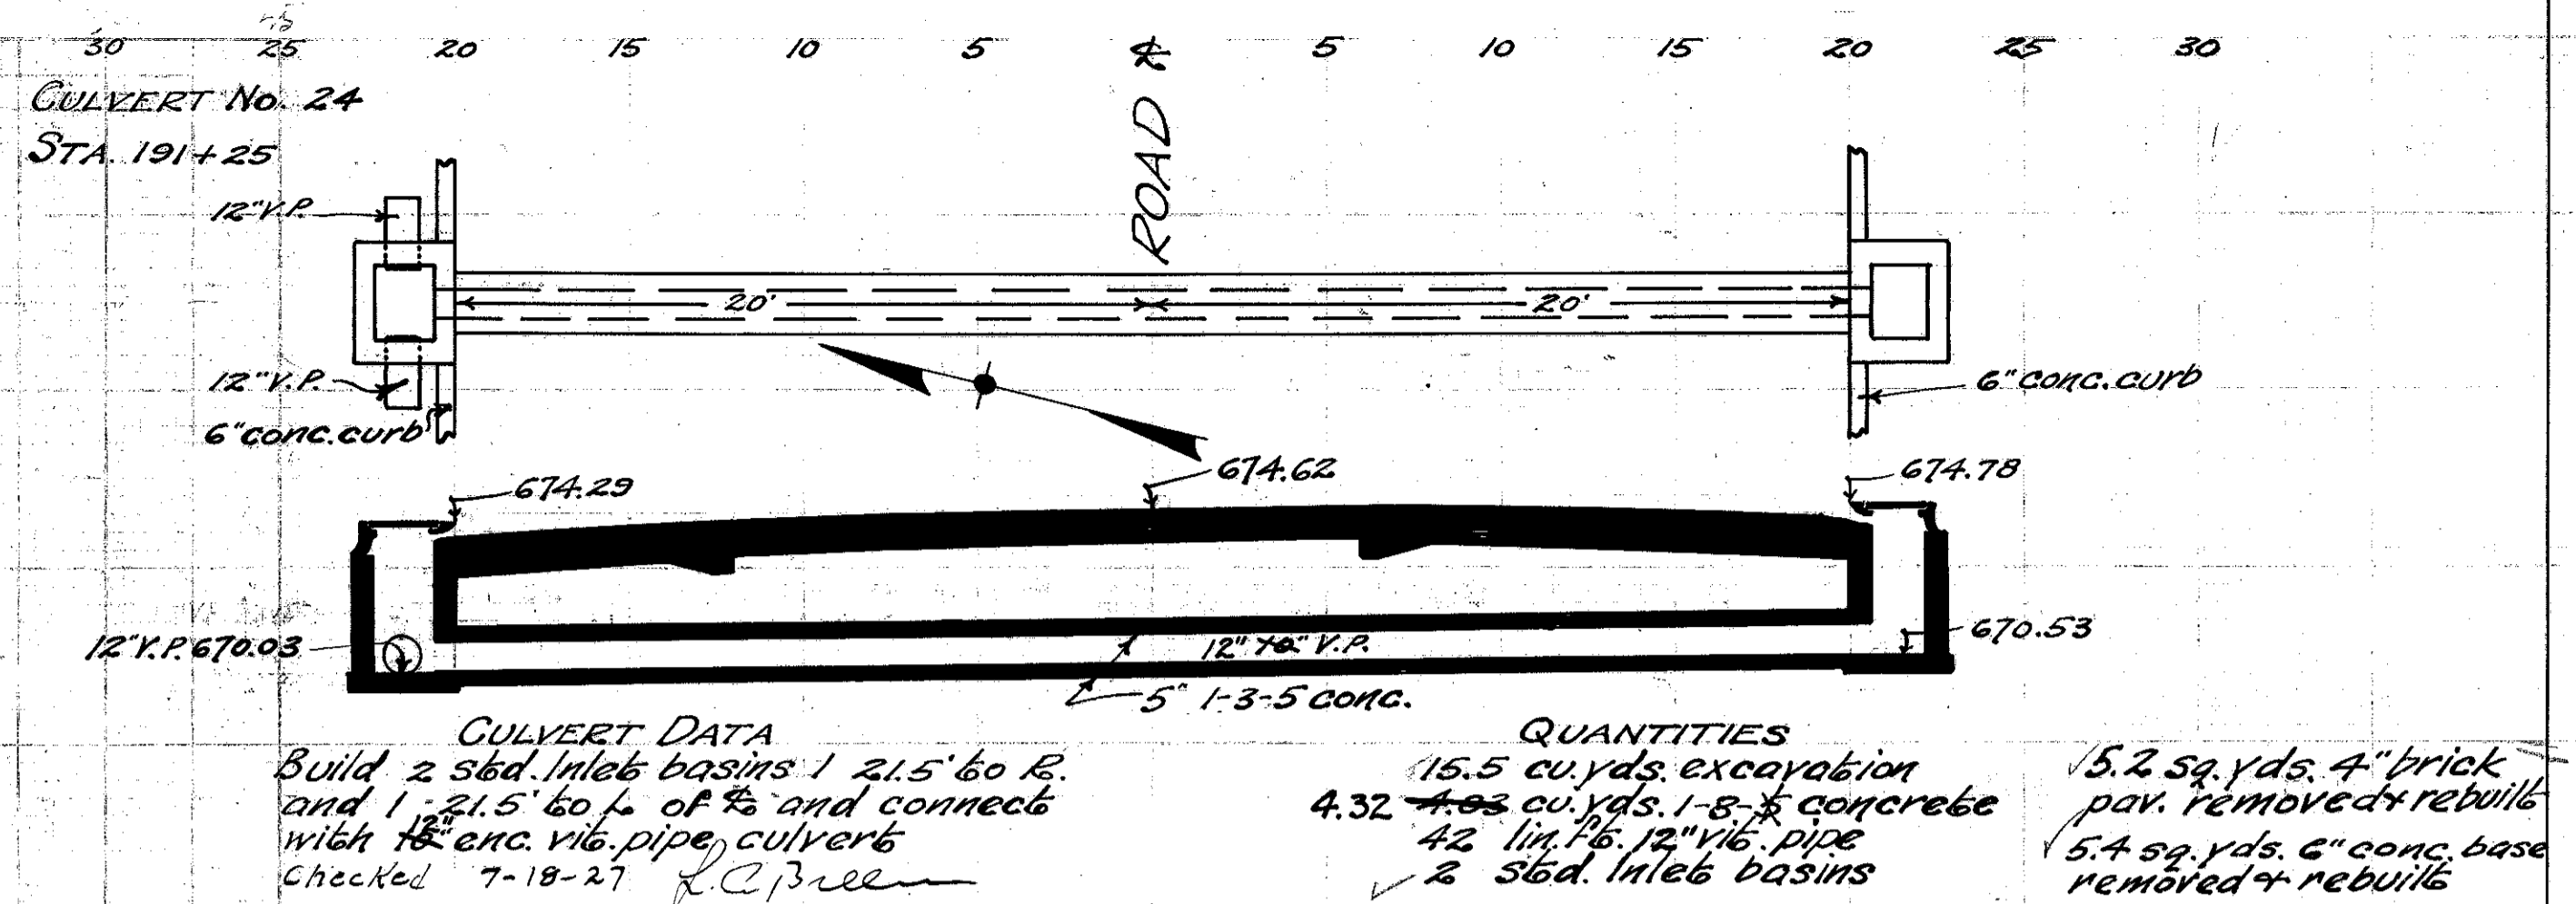 30 25 20 15 10 5 ℄ 5 10 15 20 25 30
CULVERT No. 24
STA. 191+25
ROAD
12" V.P.
20'
20'
12" V.P.
6" conc. curb
6" conc. curb
674.29
674.62
674.78
12" V.P. 670.03
12" V.P.
670.53
5" 1-3-5 conc.
CULVERT DATA
Build 2 std. Inlet basins 1 21.5' to R.
and 1-21.5' to L of ℄ and connect
with 12" enc. vit. pipe culvert
Checked 7-18-27
QUANTITIES
15.5 cu. yds. excavation
4.32 4.03 cu. yds. concrete
42 lin. ft. 12" vit. pipe
2 std. Inlet basins
5.2 sq. yds. 4" brick
pav. removed & rebuilt
5.4 sq. yds. 6" conc. base
removed & rebuilt